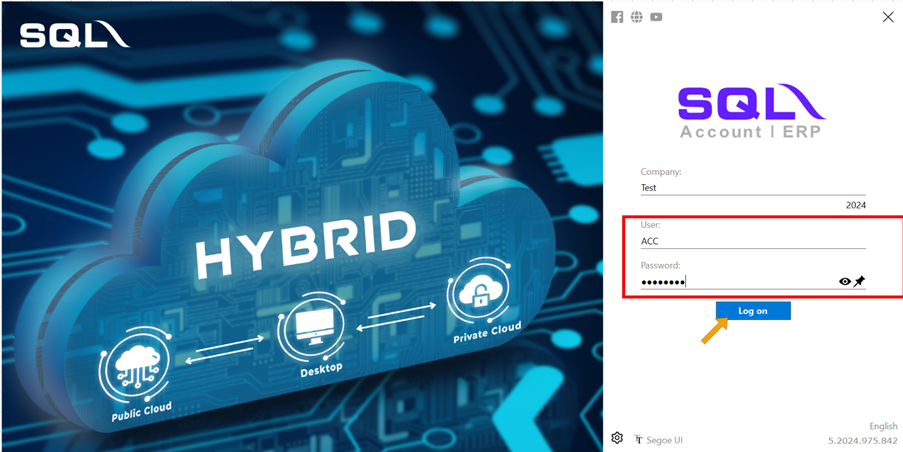 SQL
HYBRID
Public Cloud
Desktop
Private Cloud
SQL
Account | ERP
Company:
Test
2024
User:
ACC
Password:
••••••••
Log on
English
Segoe UI
5.2024.975.842